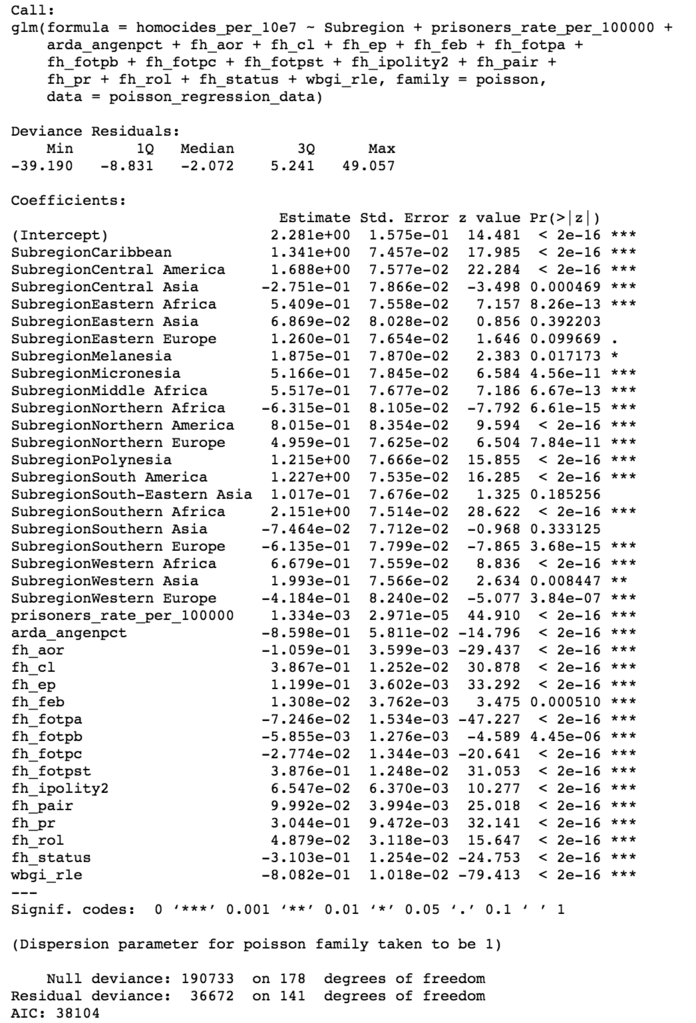 Call:
glm(formula = homocides_per_10e7 ~ Subregion + prisoners_rate_per_100000 +
arda_angenpct + fh_aor + fh_cl + fh_ep + fh_feb + fh_fotpa +
fh_fotpb + fh_fotpc + fh_fotpst + fh_ipolity2 + fh_pair +
fh_pr + fh_rol + fh_status + wbgi_rle, family = poisson,
data = poisson_regression_data)
Deviance Residuals:
Min 1Q Median 3Q Max
-39.190 -8.831 -2.072 5.241 49.057
Coefficients:
Estimate Std. Error z value Pr(>|z|)
(Intercept) 2.281e+00 1.575e-01 14.481 < 2e-16 ***
SubregionCaribbean 1.341e+00 7.457e-02 17.985 < 2e-16 ***
SubregionCentral America 1.688e+00 7.577e-02 22.284 < 2e-16 ***
SubregionCentral Asia -2.751e-01 7.866e-02 -3.498 0.000469 ***
SubregionEastern Africa 5.409e-01 7.558e-02 7.157 8.26e-13 ***
SubregionEastern Asia 6.869e-02 8.028e-02 0.856 0.392203
SubregionEastern Europe 1.260e-01 7.654e-02 1.646 0.099669 .
SubregionMelanesia 1.875e-01 7.870e-02 2.383 0.017173 *
SubregionMicronesia 5.166e-01 7.845e-02 6.584 4.56e-11 ***
SubregionMiddle Africa 5.517e-01 7.677e-02 7.186 6.67e-13 ***
SubregionNorthern Africa -6.315e-01 8.105e-02 -7.792 6.61e-15 ***
SubregionNorthern America 8.015e-01 8.354e-02 9.594 < 2e-16 ***
SubregionNorthern Europe 4.959e-01 7.625e-02 6.504 7.84e-11 ***
SubregionPolynesia 1.215e+00 7.666e-02 15.855 < 2e-16 ***
SubregionSouth America 1.227e+00 7.535e-02 16.285 < 2e-16 ***
SubregionSouth-Eastern Asia 1.017e-01 7.676e-02 1.325 0.185256
SubregionSouthern Africa 2.151e+00 7.514e-02 28.622 < 2e-16 ***
SubregionSouthern Asia -7.464e-02 7.712e-02 -0.968 0.333125
SubregionSouthern Europe -6.135e-01 7.799e-02 -7.865 3.68e-15 ***
SubregionWestern Africa 6.679e-01 7.559e-02 8.836 < 2e-16 ***
SubregionWestern Asia 1.993e-01 7.566e-02 2.634 0.008447 **
SubregionWestern Europe -4.184e-01 8.240e-02 -5.077 3.84e-07 ***
prisoners_rate_per_100000 1.334e-03 2.971e-05 44.910 < 2e-16 ***
arda_angenpct -8.598e-01 5.811e-02 -14.796 < 2e-16 ***
fh_aor -1.059e-01 3.599e-03 -29.437 < 2e-16 ***
fh_cl 3.867e-01 1.252e-02 30.878 < 2e-16 ***
fh_ep 1.199e-01 3.602e-03 33.292 < 2e-16 ***
fh_feb 1.308e-02 3.762e-03 3.475 0.000510 ***
fh_fotpa -7.246e-02 1.534e-03 -47.227 < 2e-16 ***
fh_fotpb -5.855e-03 1.276e-03 -4.589 4.45e-06 ***
fh_fotpc -2.774e-02 1.344e-03 -20.641 < 2e-16 ***
fh_fotpst 3.876e-01 1.248e-02 31.053 < 2e-16 ***
fh_ipolity2 6.547e-02 6.370e-03 10.277 < 2e-16 ***
fh_pair 9.992e-02 3.994e-03 25.018 < 2e-16 ***
fh_pr 3.044e-01 9.472e-03 32.141 < 2e-16 ***
fh_rol 4.879e-02 3.118e-03 15.647 < 2e-16 ***
fh_status -3.103e-01 1.254e-02 -24.753 < 2e-16 ***
wbgi_rle -8.082e-01 1.018e-02 -79.413 < 2e-16 ***
---
Signif. codes: 0 ‘***’ 0.001 ‘**’ 0.01 ‘*’ 0.05 ‘.’ 0.1 ‘ ’ 1
(Dispersion parameter for poisson family taken to be 1)
Null deviance: 190733 on 178 degrees of freedom
Residual deviance: 36672 on 141 degrees of freedom
AIC: 38104